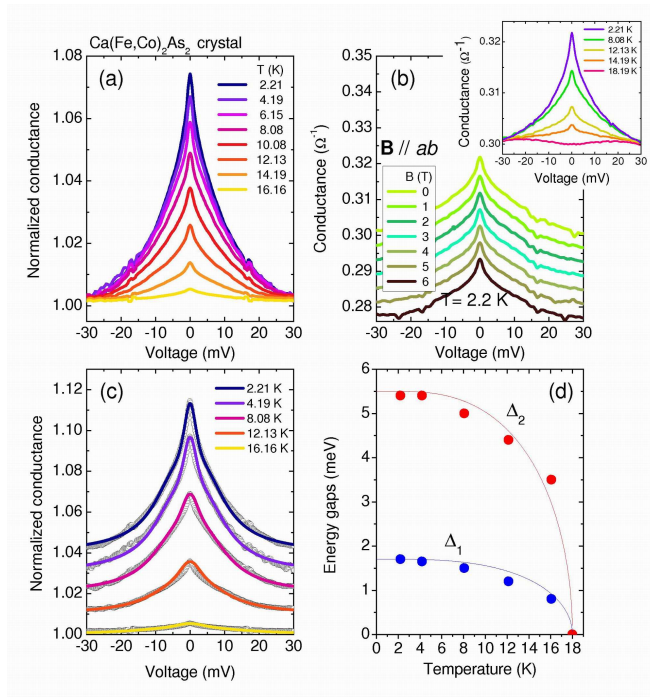 Ca(Fe,Co)2As2 crystal
(a)
T (K)
2.21
4.19
6.15
8.08
10.08
12.13
14.19
16.16
1.08
1.06
1.04
1.02
1.00
Normalized conductance
-30 -20 -10 0 10 20 30
Voltage (mV)
(b)
0.35
0.34
0.33
0.32
0.31
0.30
0.29
0.28
Conductance (Ω-1)
B // ab
B (T)
0
1
2
3
4
5
6
T = 2.2 K
-30 -20 -10 0 10 20 30
Voltage (mV)
2.21 K
8.08 K
12.13 K
14.19 K
18.19 K
0.32
0.31
0.30
Conductance (Ω-1)
-30 -20 -10 0 10 20 30
Voltage (mV)
(c)
2.21 K
4.19 K
8.08 K
12.13 K
16.16 K
1.12
1.10
1.08
1.06
1.04
1.02
1.00
Normalized conductance
-30 -20 -10 0 10 20 30
Voltage (mV)
(d)
Δ2
Δ1
6
5
4
3
2
1
0
Energy gaps (meV)
0 2 4 6 8 10 12 14 16 18
Temperature (K)